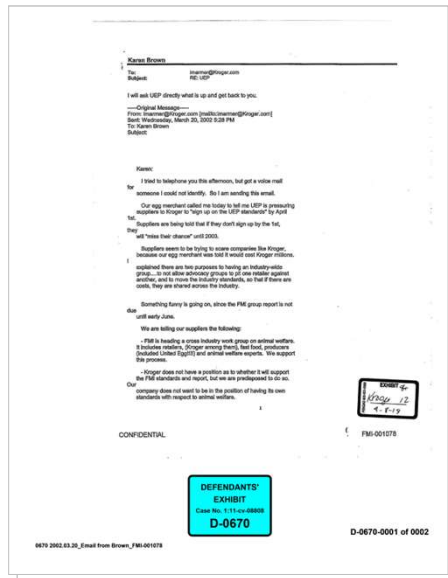 Karen Brown
To: imarmer@Kroger.com
Subject: RE: UEP
I will ask UEP directly what is up and get back to you.
-----Original Message-----
From: imarmer@Kroger.com [mailto:imarmer@Kroger.com]
Sent: Wednesday, March 20, 2002 5:28 PM
To: Karen Brown
Subject:
Karen:
I tried to telephone you this afternoon, but got a voice mail
for
someone I could not identify. So I am sending this email.
Our egg merchant called me today to tell me UEP is pressuring
suppliers to Kroger to "sign up on the UEP standards" by April
1st.
Suppliers are being told that if they don't sign up by the 1st,
they
will "miss their chance" until 2003.
Suppliers seem to be trying to scare companies like Kroger,
because our egg merchant was told it would cost Kroger millions.
I
explained there are two purposes to having an industry-wide
group....to not allow advocacy groups to pit one retailer against
another, and to move the industry standards, so that if there are
costs, they are shared across the industry.
Something funny is going on, since the FMI group report is not
due
until early June.
We are telling our suppliers the following:
- FMI is heading a cross industry work group on animal welfare.
It includes retailers, (Kroger among them), fast food, producers
(included United Egg!!!) and animal welfare experts. We support
this process.
- Kroger does not have a position as to whether it will support
the FMI standards and report, but we are predisposed to do so.
Our
company does not want to be in the position of having its own
standards with respect to animal welfare.
1
EXHIBIT
Kroger 12
4-8-19
CONFIDENTIAL
FMI-001078
DEFENDANTS'
EXHIBIT
Case No. 1:11-cv-08808
D-0670
D-0670-0001 of 0002
0670 2002.03.20_Email from Brown_FMI-001078